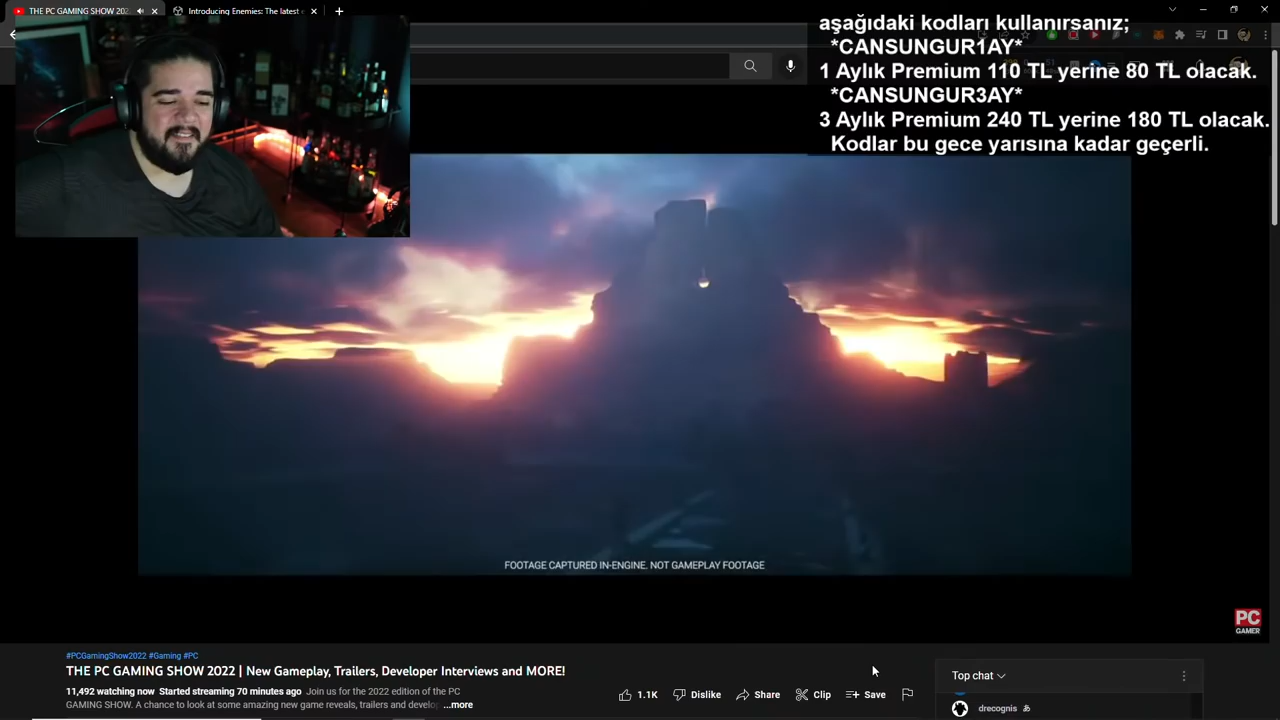 THE PC GAMING SHOW 202
Introducing Enemies: The latest
aşağıdaki kodları kullanırsanız;
*CANSUNGUR1AY*
1 Aylık Premium 110 TL yerine 80 TL olacak.
*CANSUNGUR3AY*
3 Aylık Premium 240 TL yerine 180 TL olacak.
Kodlar bu gece yarısına kadar geçerli.
FOOTAGE CAPTURED IN-ENGINE. NOT GAMEPLAY FOOTAGE
PC
GAMER
#PCGamingShow2022 #Gaming #PC
THE PC GAMING SHOW 2022 | New Gameplay, Trailers, Developer Interviews and MORE!
11,492 watching now Started streaming 70 minutes ago Join us for the 2022 edition of the PC
GAMING SHOW. A chance to look at some amazing new game reveals, trailers and develo ...more
1.1K Dislike Share Clip Save
Top chat
drecognis あ